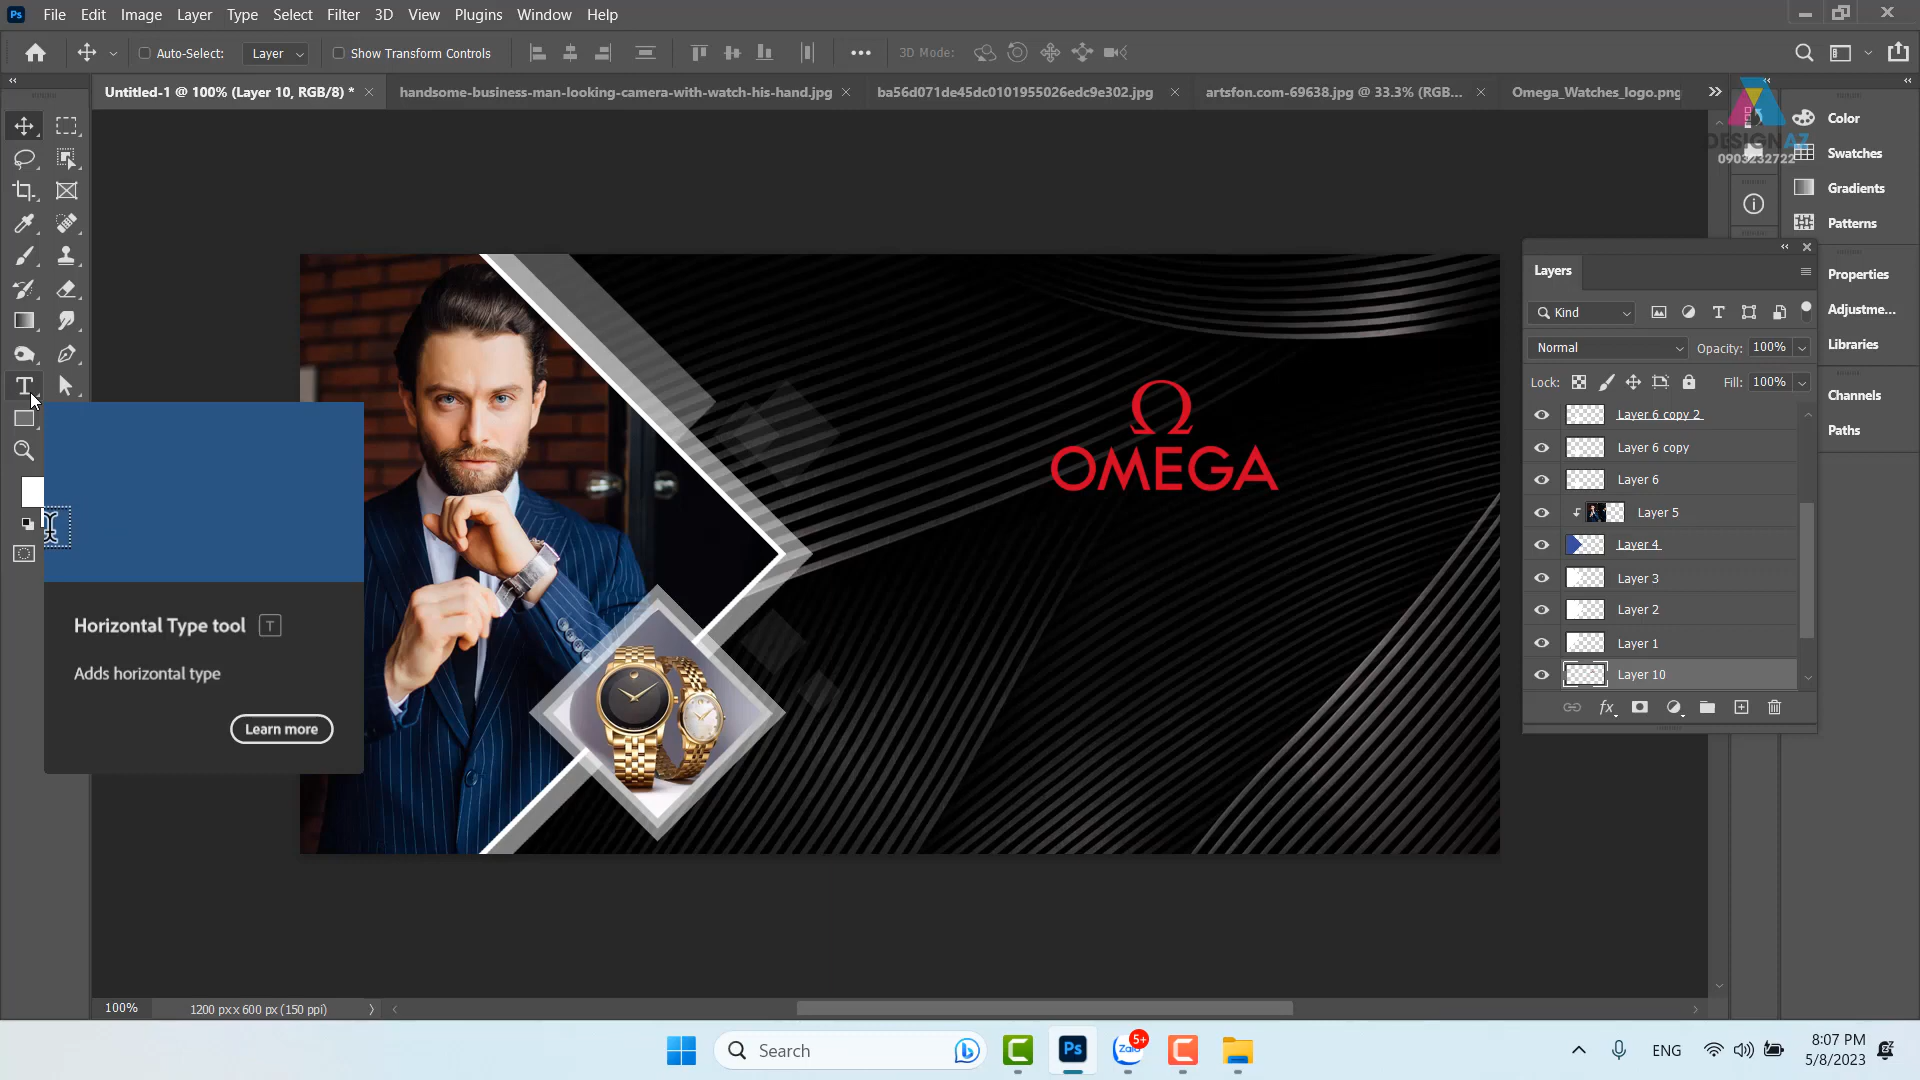 Ps File Edit Image Layer Type Select Filter 3D View Plugins Window Help
Auto-Select: Layer Show Transform Controls 3D Mode:
Untitled-1 @ 100% (Layer 10, RGB/8) * handsome-business-man-looking-camera-with-watch-his-hand.jpg ba56d071de45dc0101955026edc9e302.jpg artsfon.com-69638.jpg @ 33.3% (RGB... Omega_Watches_logo.png
DESIGN AZ
0903232722
Color
Swatches
Gradients
Patterns
Properties
Adjustme...
Libraries
Channels
Paths
Layers
Kind
Normal Opacity: 100%
Lock: Fill: 100%
Layer 6 copy 2
Layer 6 copy
Layer 6
Layer 5
Layer 4
Layer 3
Layer 2
Layer 1
Layer 10
fx
T
Horizontal Type tool T
Adds horizontal type
Learn more
Ω
OMEGA
100% 1200 px x 600 px (150 ppi)
Search
Ps
Zalo
5+
ENG
8:07 PM
5/8/2023